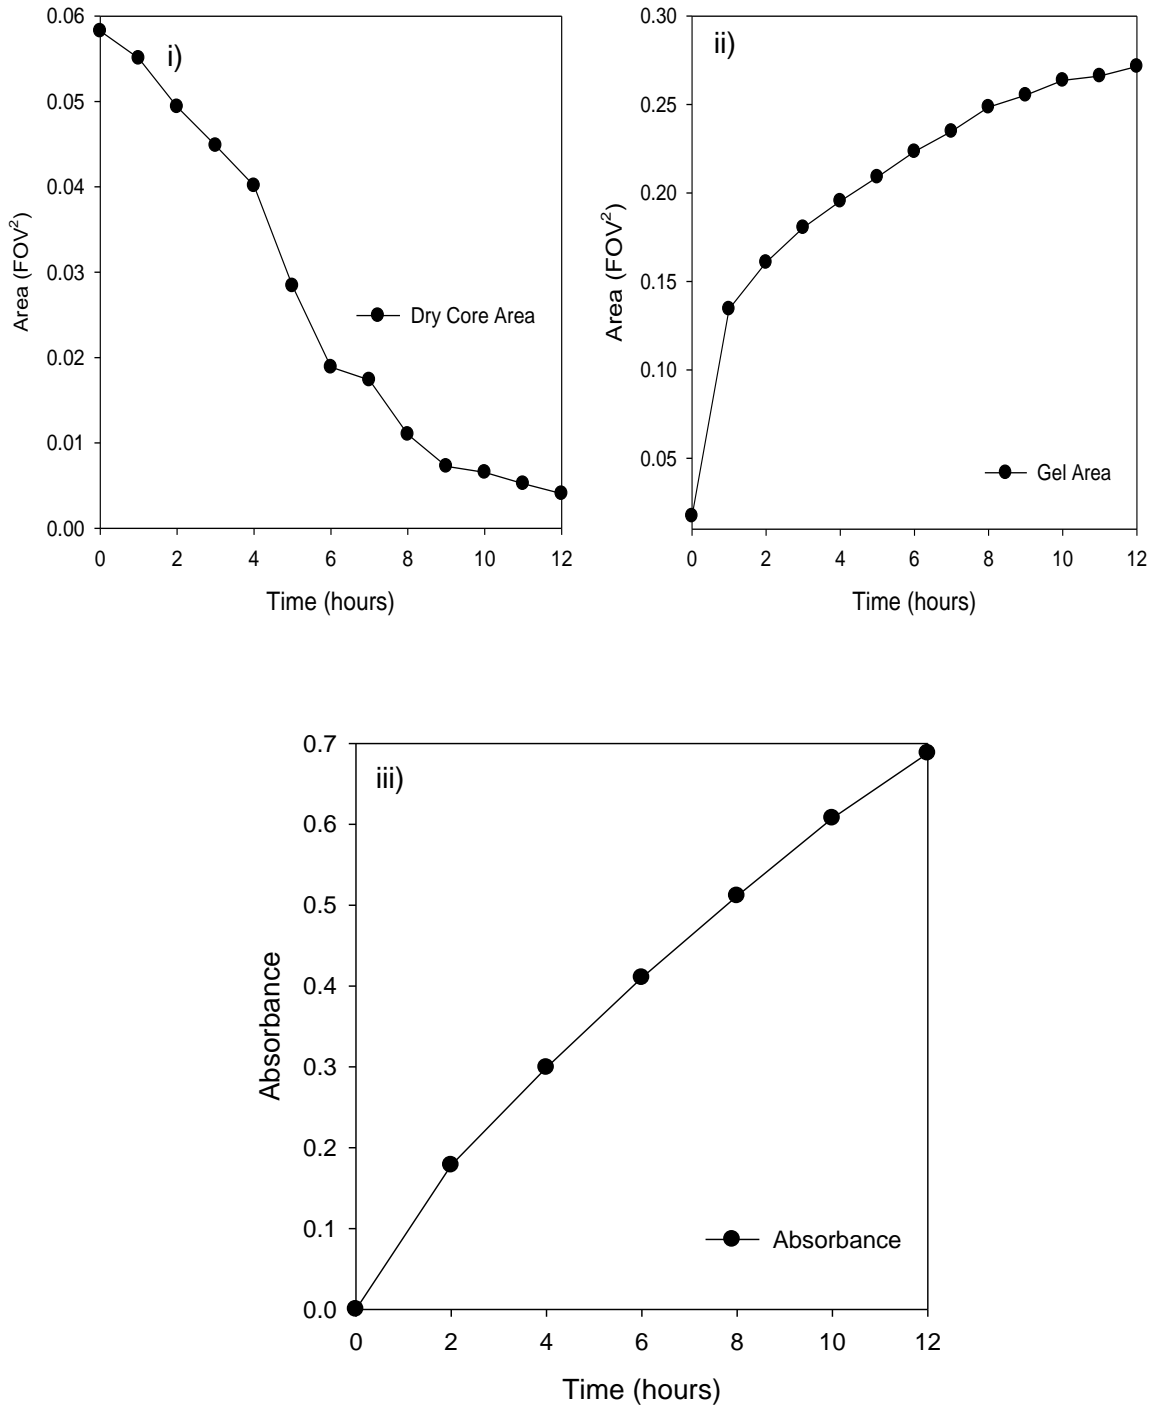 i)
0.06
0.05
0.04
0.03
0.02
0.01
0.00
Area (FOV²)
Dry Core Area
0 2 4 6 8 10 12
Time (hours)
ii)
0.30
0.25
0.20
0.15
0.10
0.05
Area (FOV²)
Gel Area
0 2 4 6 8 10 12
Time (hours)
iii)
0.7
0.6
0.5
0.4
0.3
0.2
0.1
0.0
Absorbance
Absorbance
0 2 4 6 8 10 12
Time (hours)